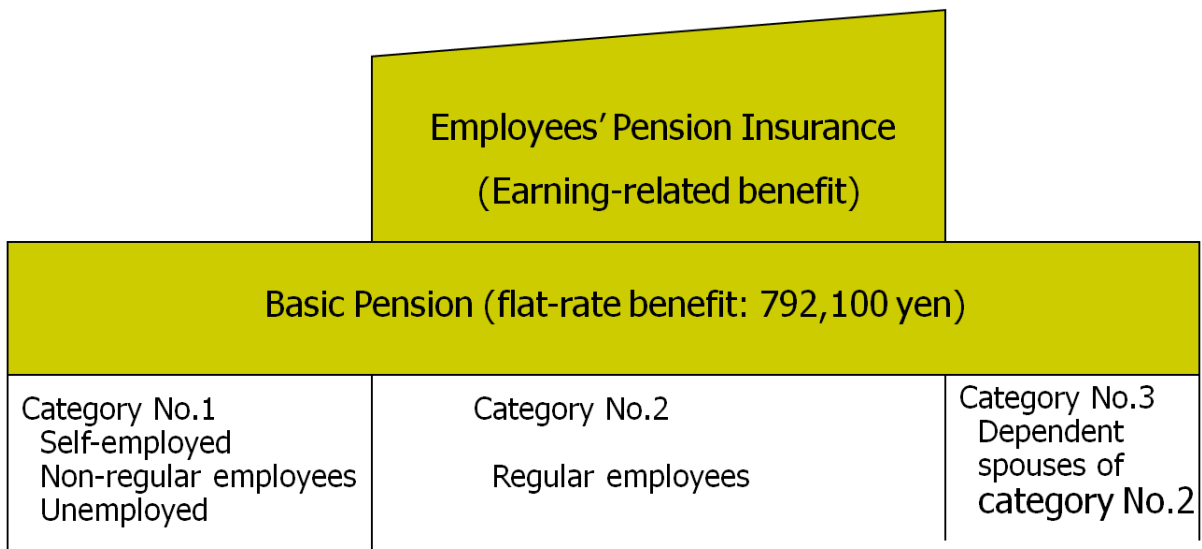 Employees’ Pension Insurance
(Earning-related benefit)
Basic Pension (flat-rate benefit: 792,100 yen)
Category No.1
Self-employed
Non-regular employees
Unemployed
Category No.2
Regular employees
Category No.3
Dependent
spouses of
category No.2